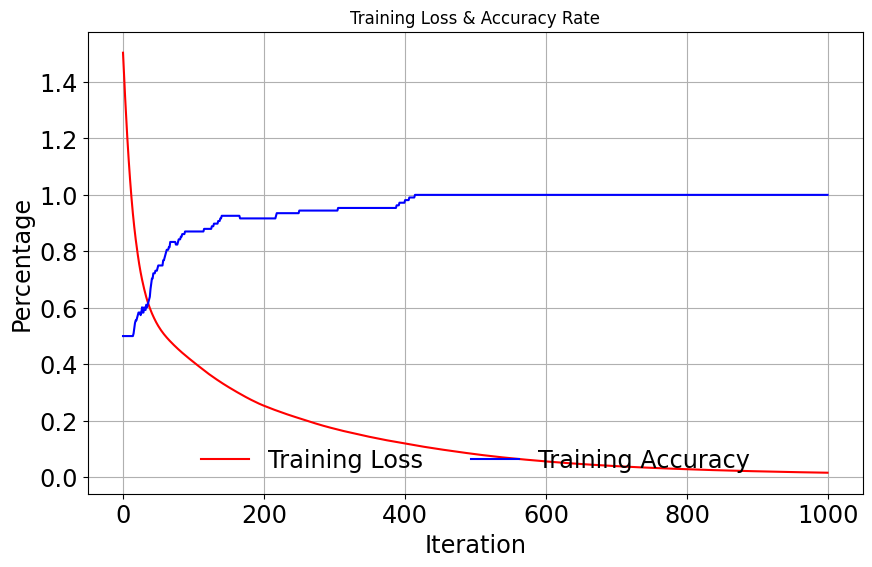 Training Loss & Accuracy Rate
Percentage
1.4
1.2
1.0
0.8
0.6
0.4
0.2
0.0
Training Loss Training Accuracy
0 200 400 600 800 1000
Iteration